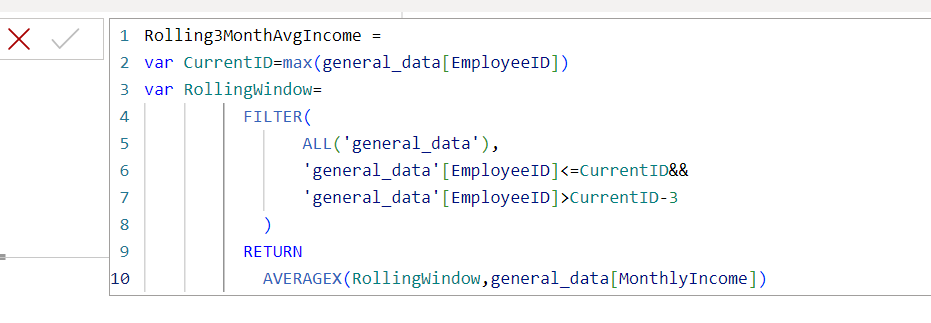 1 Rolling3MonthAvgIncome =
2 var CurrentID=max(general_data[EmployeeID])
3 var RollingWindow=
4 FILTER(
5 ALL('general_data'),
6 'general_data'[EmployeeID]<=CurrentID&&
7 'general_data'[EmployeeID]>CurrentID-3
8 )
9 RETURN
10 AVERAGEX(RollingWindow,general_data[MonthlyIncome])